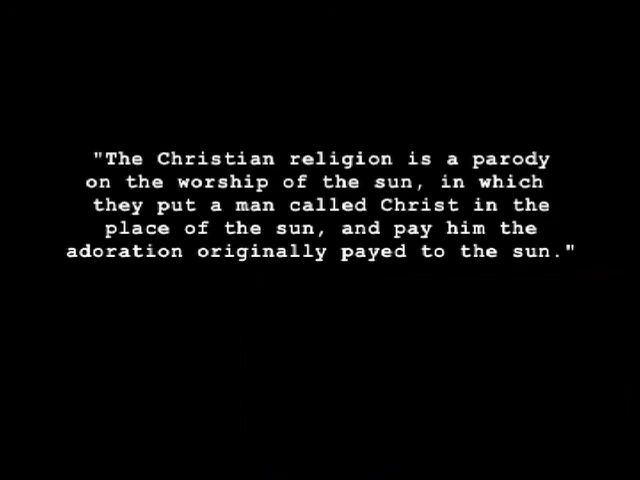 "The Christian religion is a parody
on the worship of the sun, in which
they put a man called Christ in the
place of the sun, and pay him the
adoration originally payed to the sun."